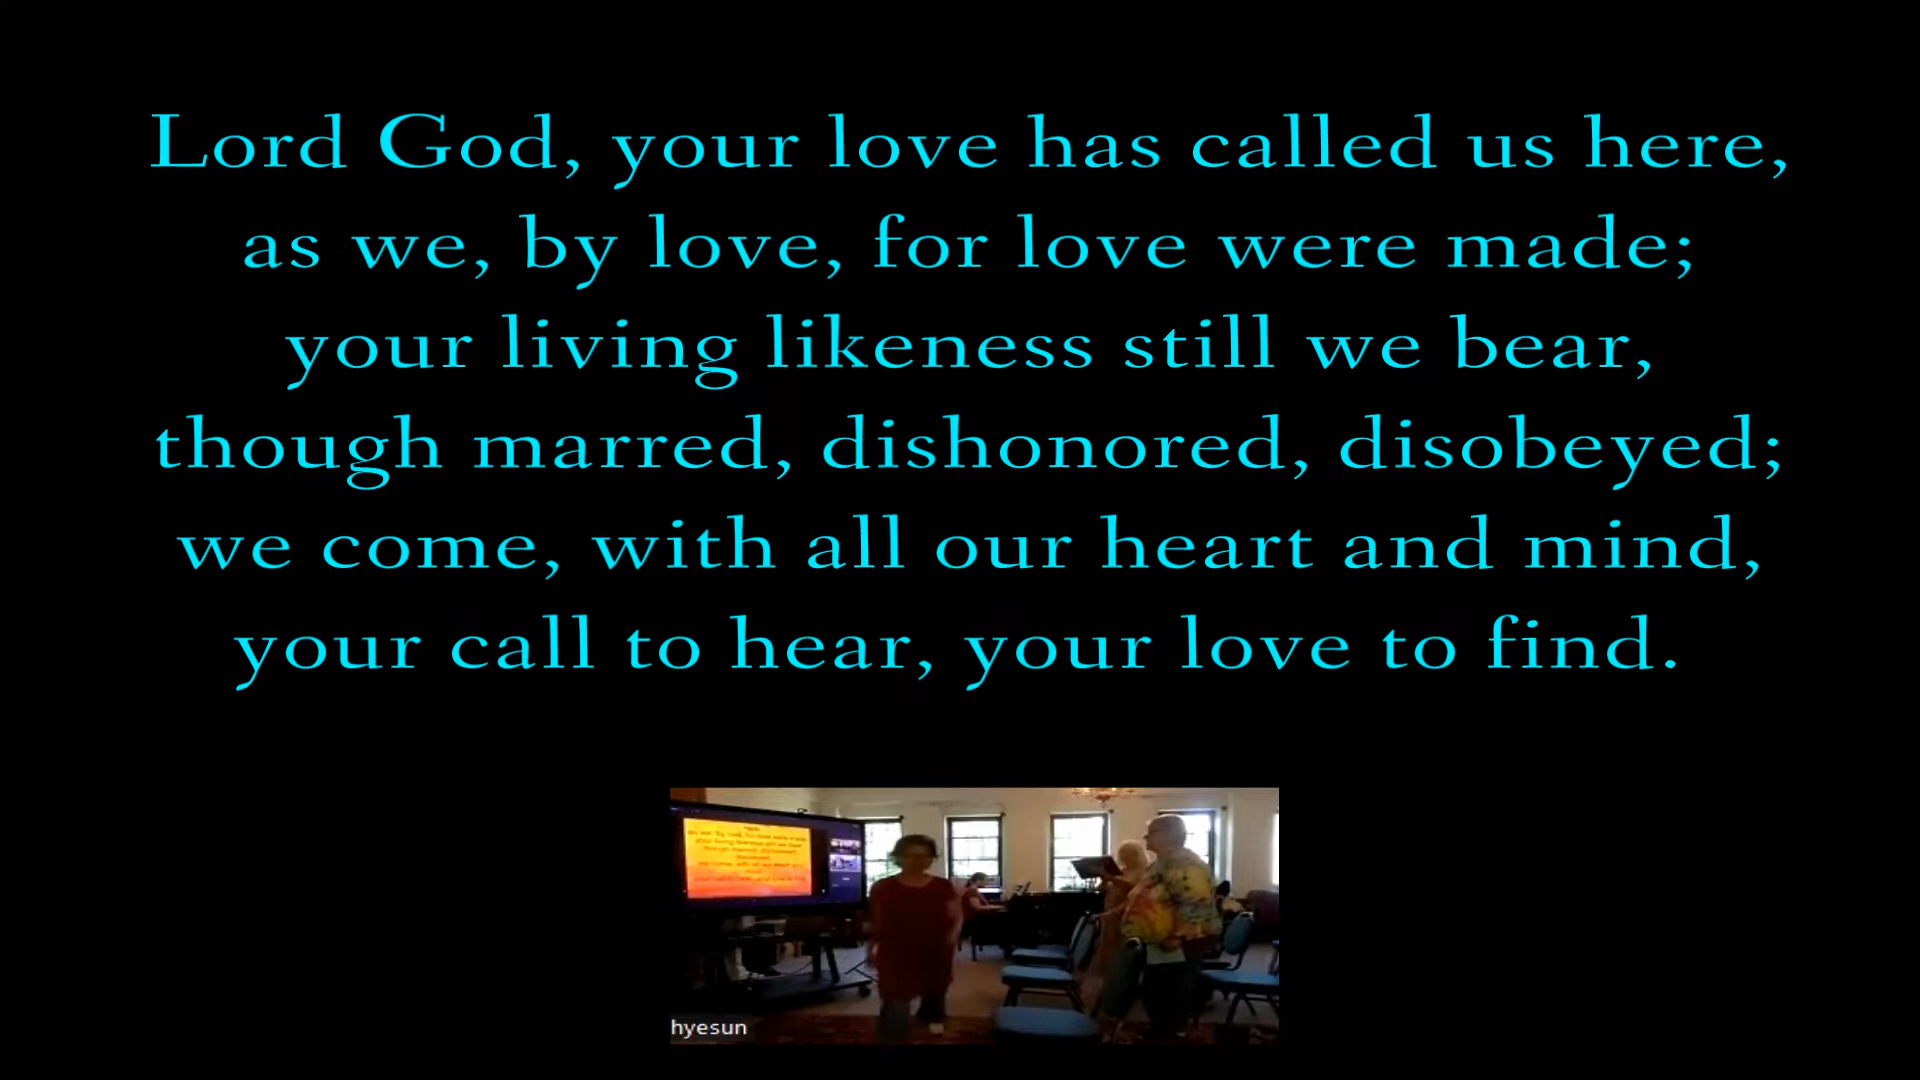 Lord God, your love has called us here,
as we, by love, for love were made;
your living likeness still we bear,
though marred, dishonored, disobeyed;
we come, with all our heart and mind,
your call to hear, your love to find.
hyesun